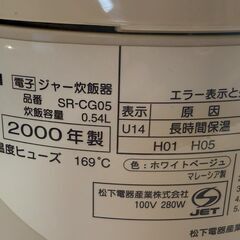 電子 ジャー炊飯器
品番 SR-CG05
炊飯容量 0.54L
2000年製
温度ヒューズ 169℃
エラー表示と
表示 原因
U14 長時間保温
H01 H05
色：ホワイトベージュ
マレーシア製
松下電器産業株式会社
100V 280W
S JET
松下電器産業